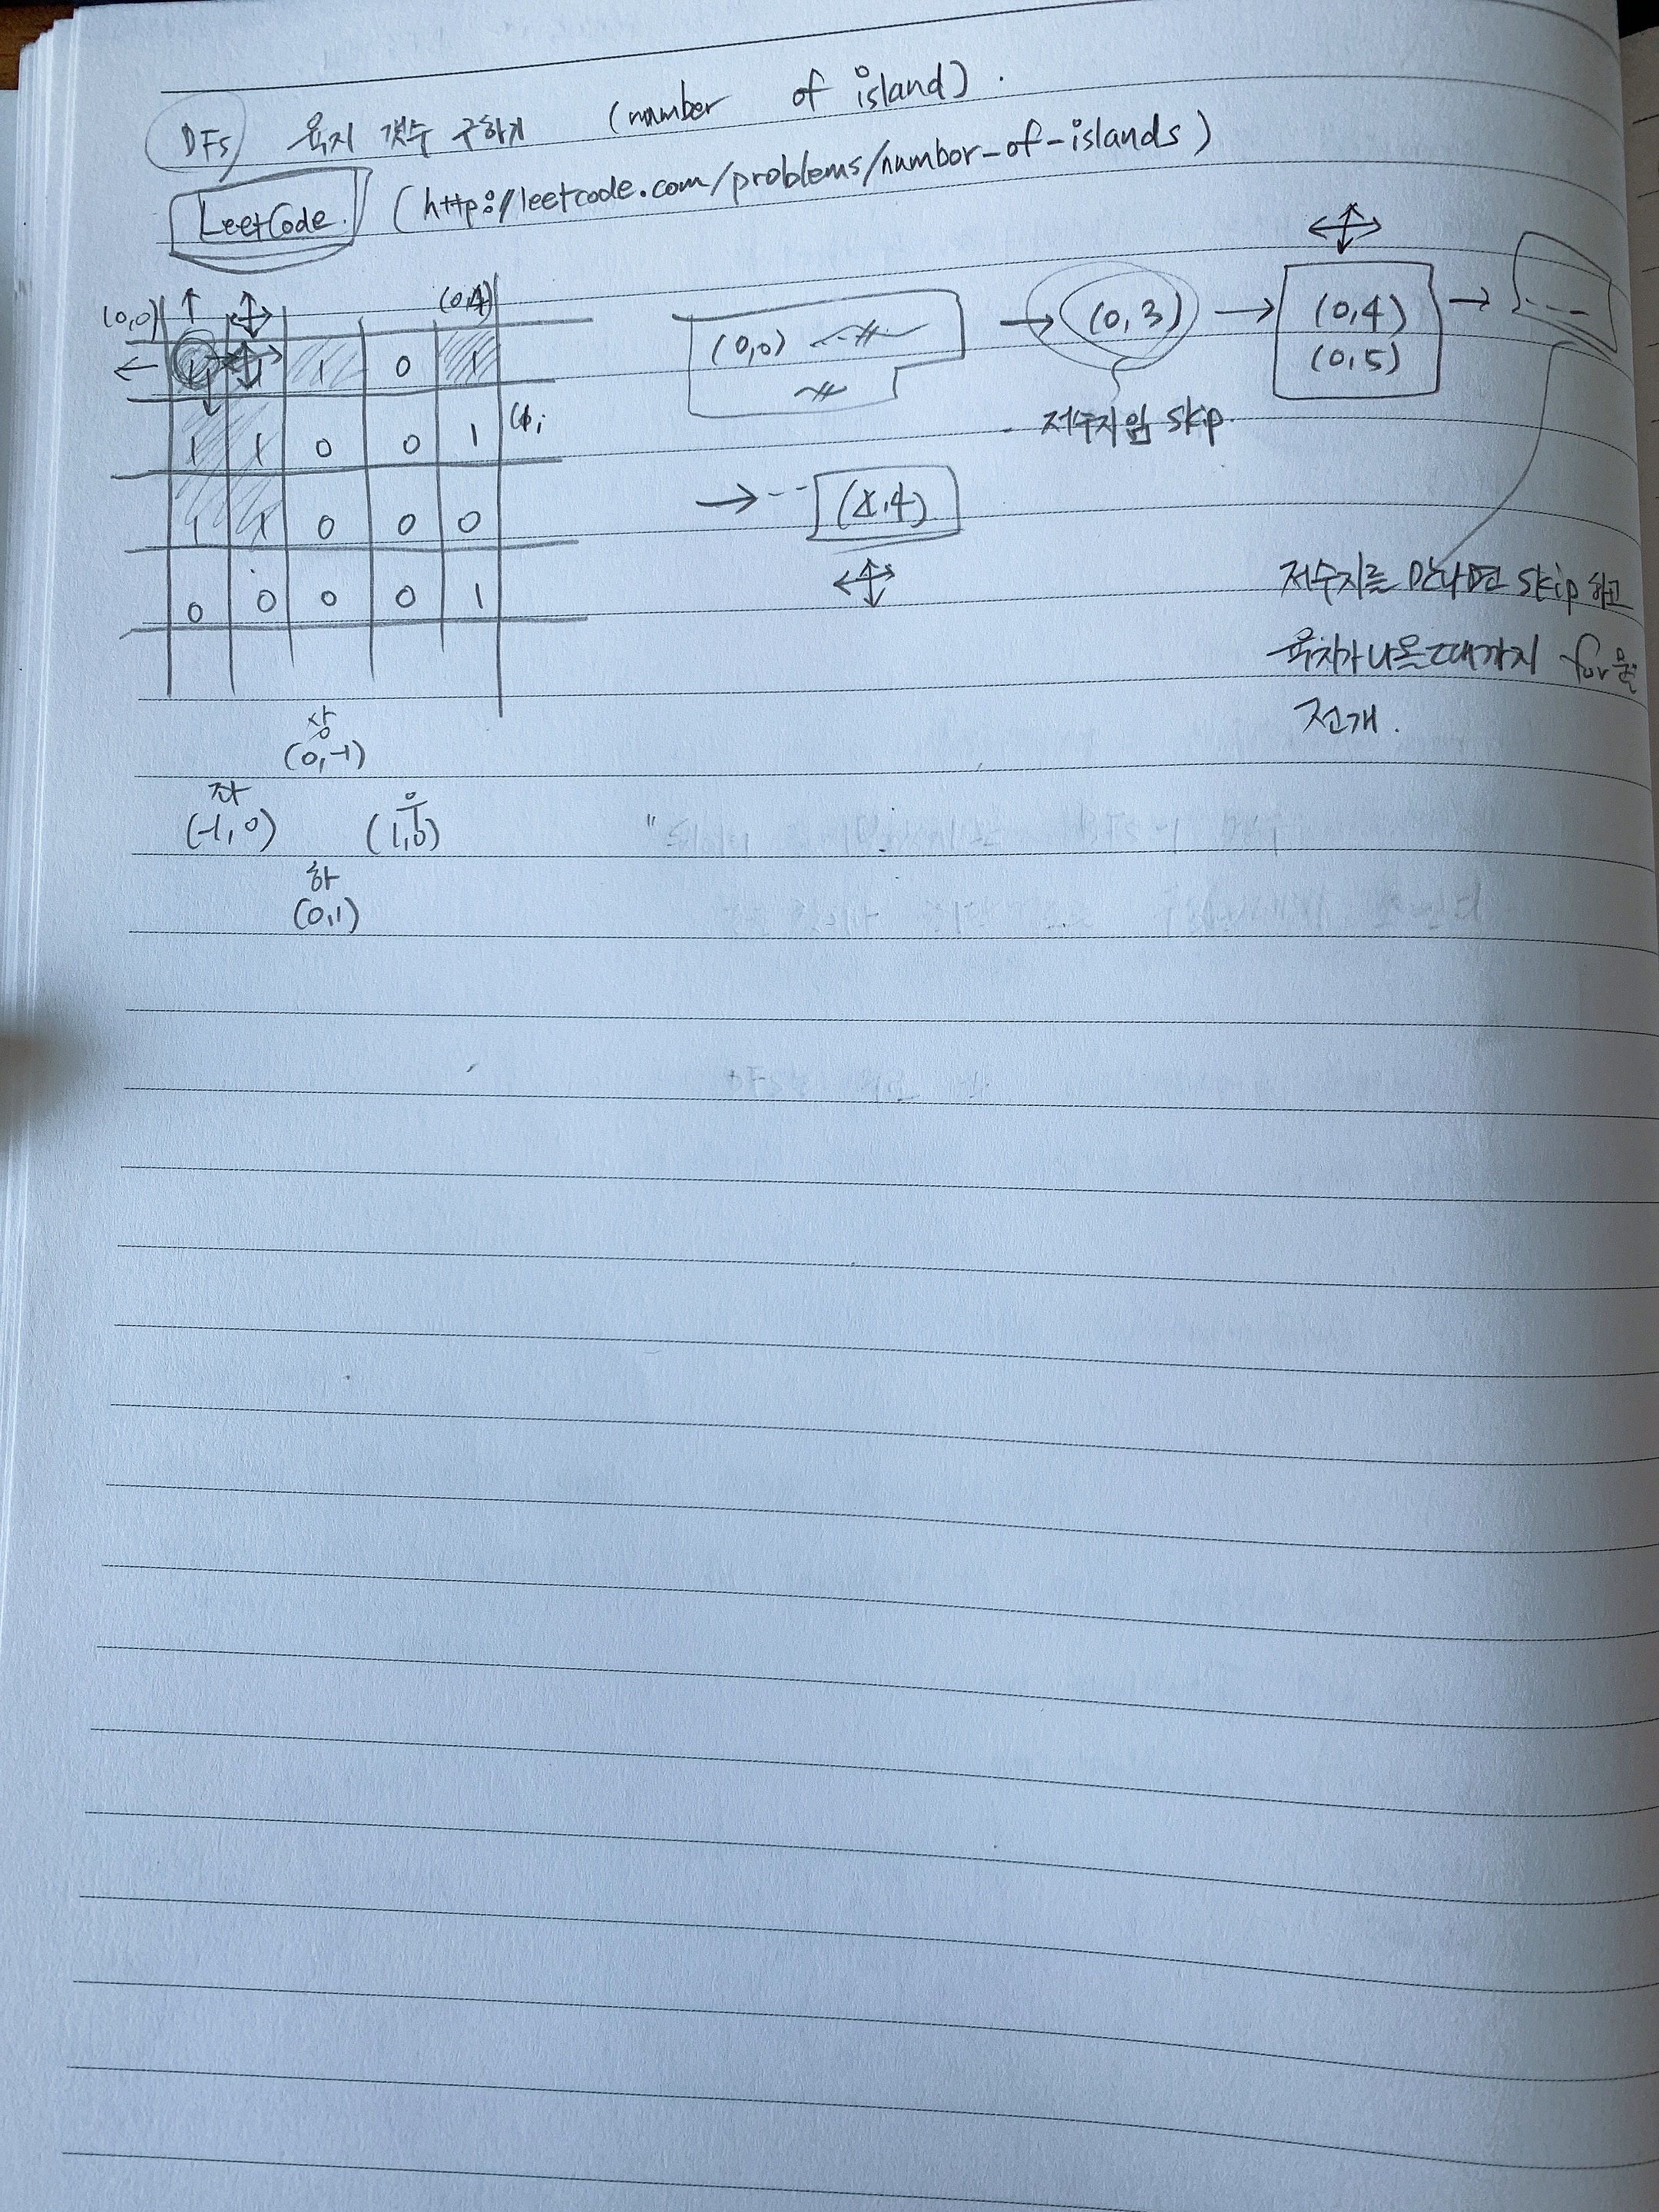 DFS 육지 갯수 구하기 (number of island).
LeetCode. (http://leetcode.com/problems/number-of-islands)
(0,0) (0,4)
1 1 1 0 1
1 1 0 0 1
1 1 0 0 0
0 0 0 0 1
(0,0) → (0,3) → (0,4) →
(0,5)
저수지임 skip.
→ -- (x,4)
저수지를 만나면 skip 하고
육지가 나올때까지 for문
전개.
상
(0,-1)
좌 우
(-1,0) (1,0)
하
(0,1)